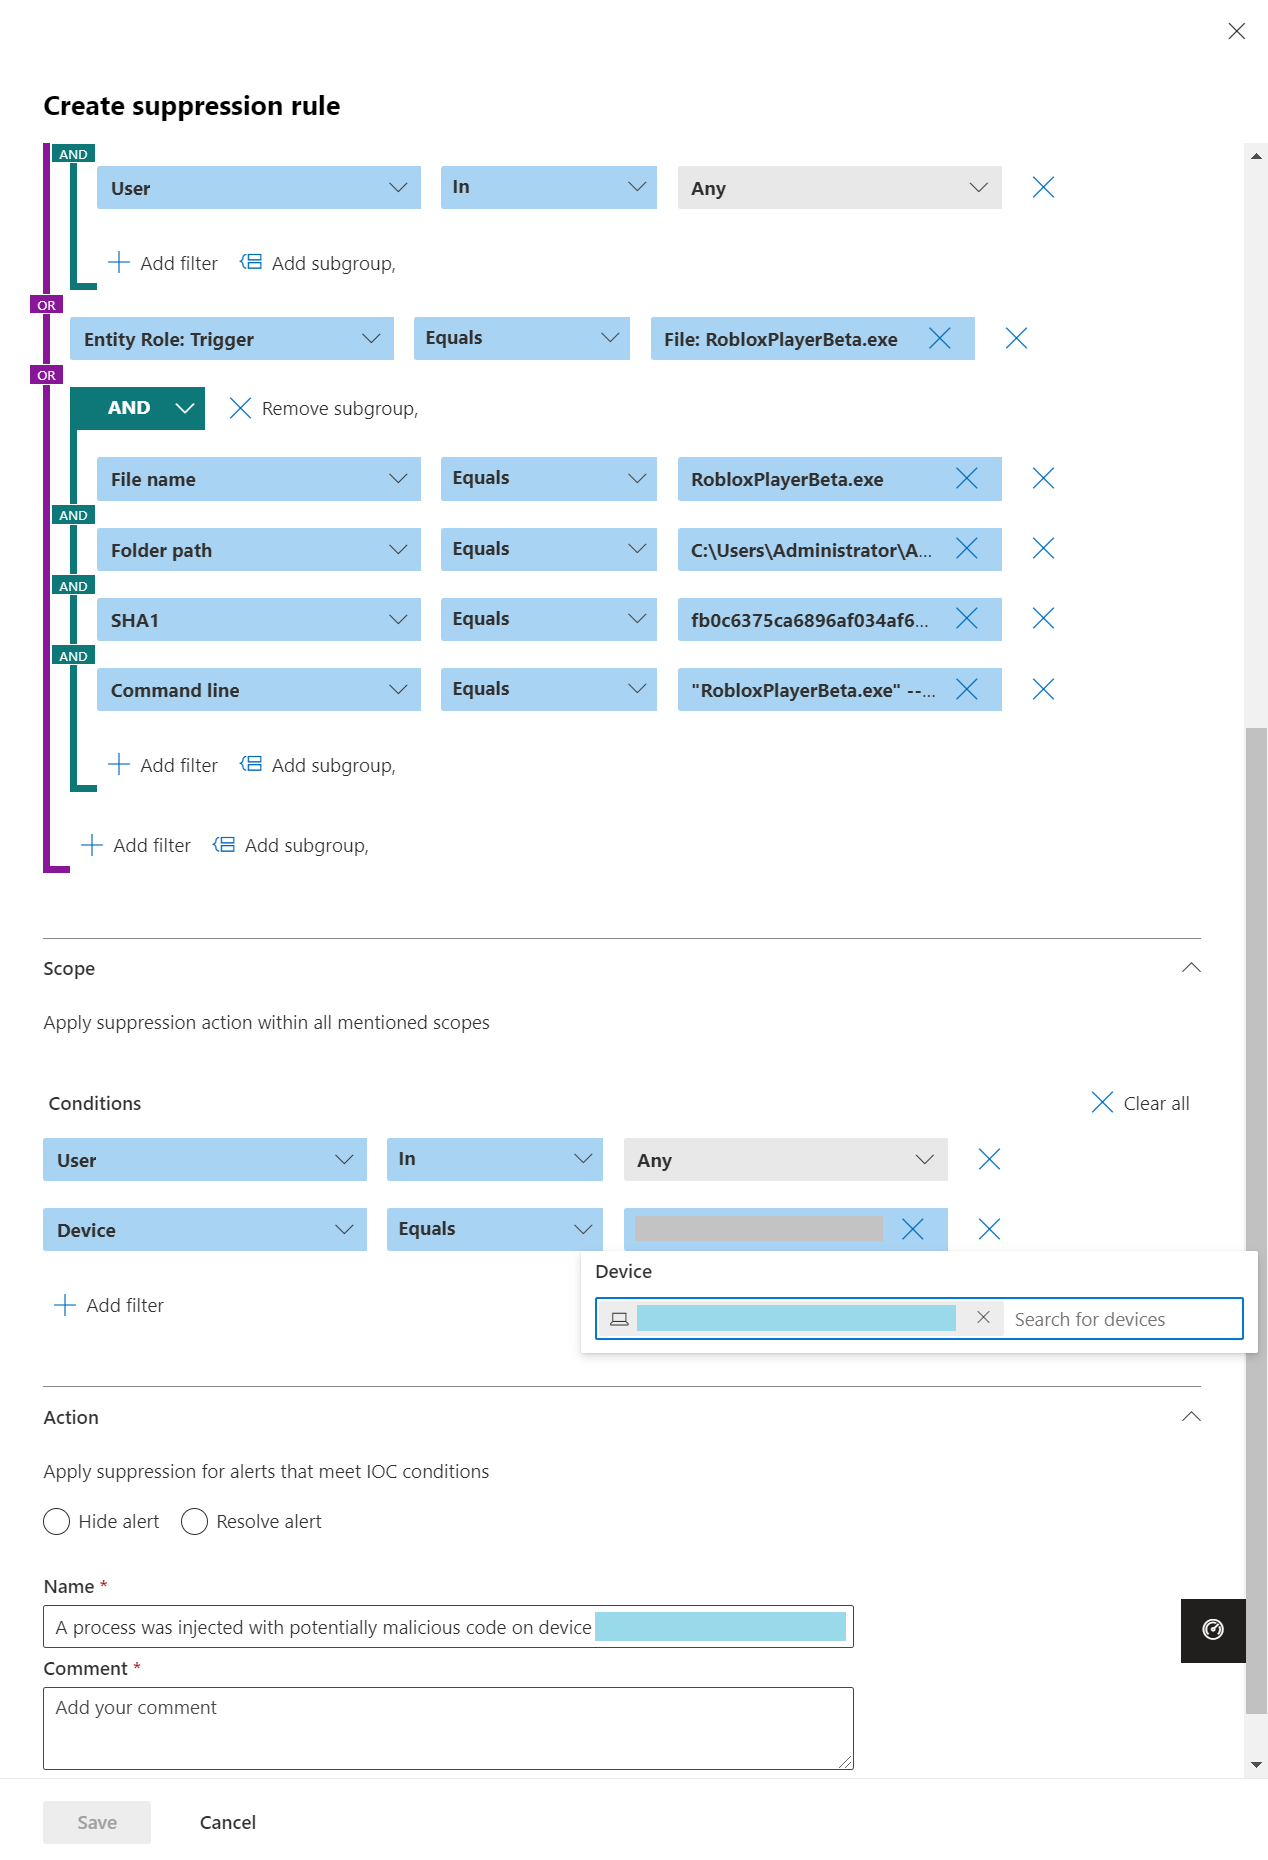 Create suppression rule
AND
User In Any
Add filter Add subgroup,
OR
Entity Role: Trigger Equals File: RobloxPlayerBeta.exe
OR
AND Remove subgroup,
File name Equals RobloxPlayerBeta.exe
AND
Folder path Equals C:\Users\Administrator\A...
AND
SHA1 Equals fb0c6375ca6896af034af6...
AND
Command line Equals "RobloxPlayerBeta.exe" --...
Add filter Add subgroup,
Add filter Add subgroup,
Scope
Apply suppression action within all mentioned scopes
Conditions Clear all
User In Any
Device Equals
Device
Add filter
Search for devices
Action
Apply suppression for alerts that meet IOC conditions
Hide alert Resolve alert
Name *
A process was injected with potentially malicious code on device
Comment *
Add your comment
Save Cancel